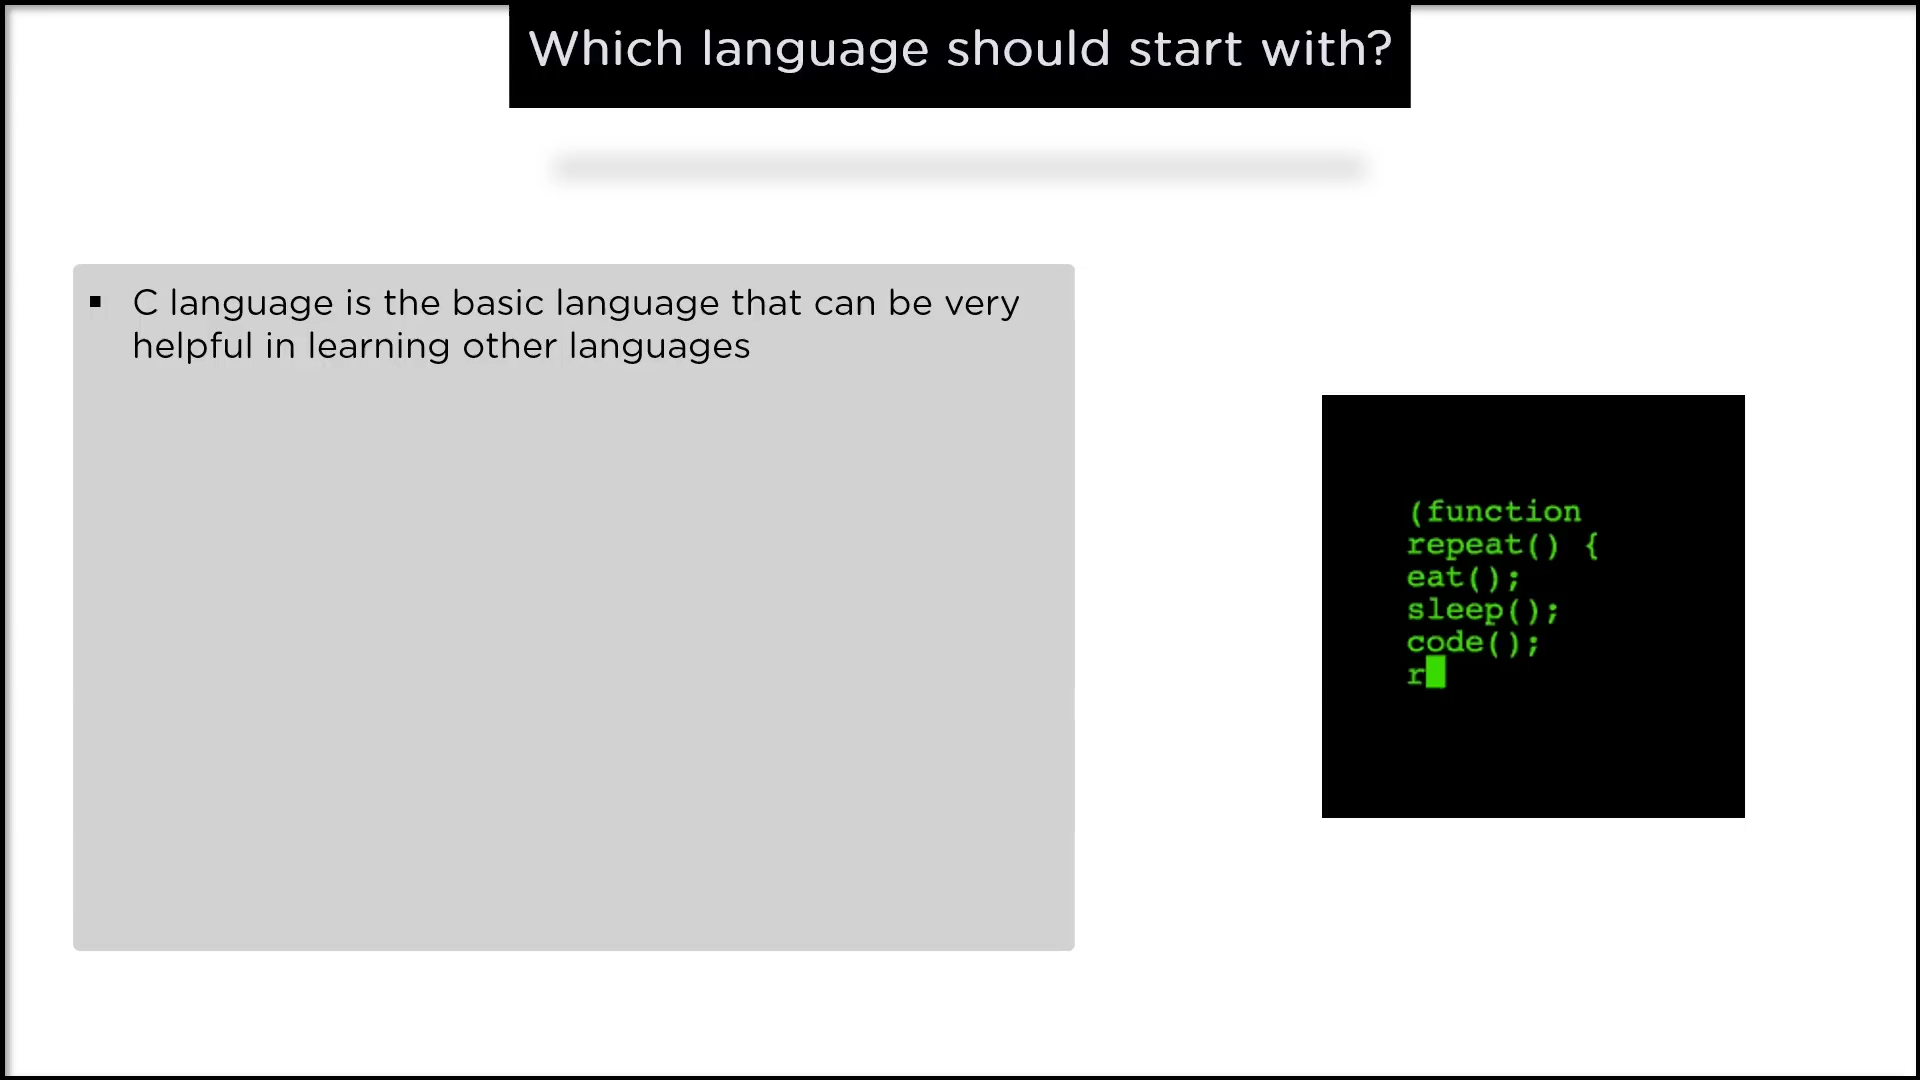 Which language should start with?
▪ C language is the basic language that can be very
helpful in learning other languages
(function
repeat() {
eat();
sleep();
code();
r